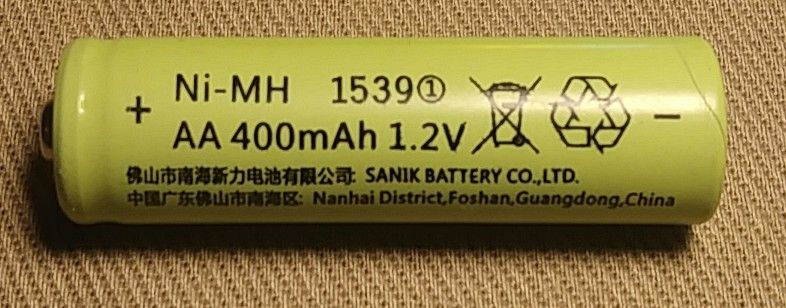 Ni-MH 1539①
AA 400mAh 1.2V
+ -
佛山市南海新力电池有限公司: SANIK BATTERY CO.,LTD.
中国广东佛山市南海区: Nanhai District,Foshan,Guangdong,China